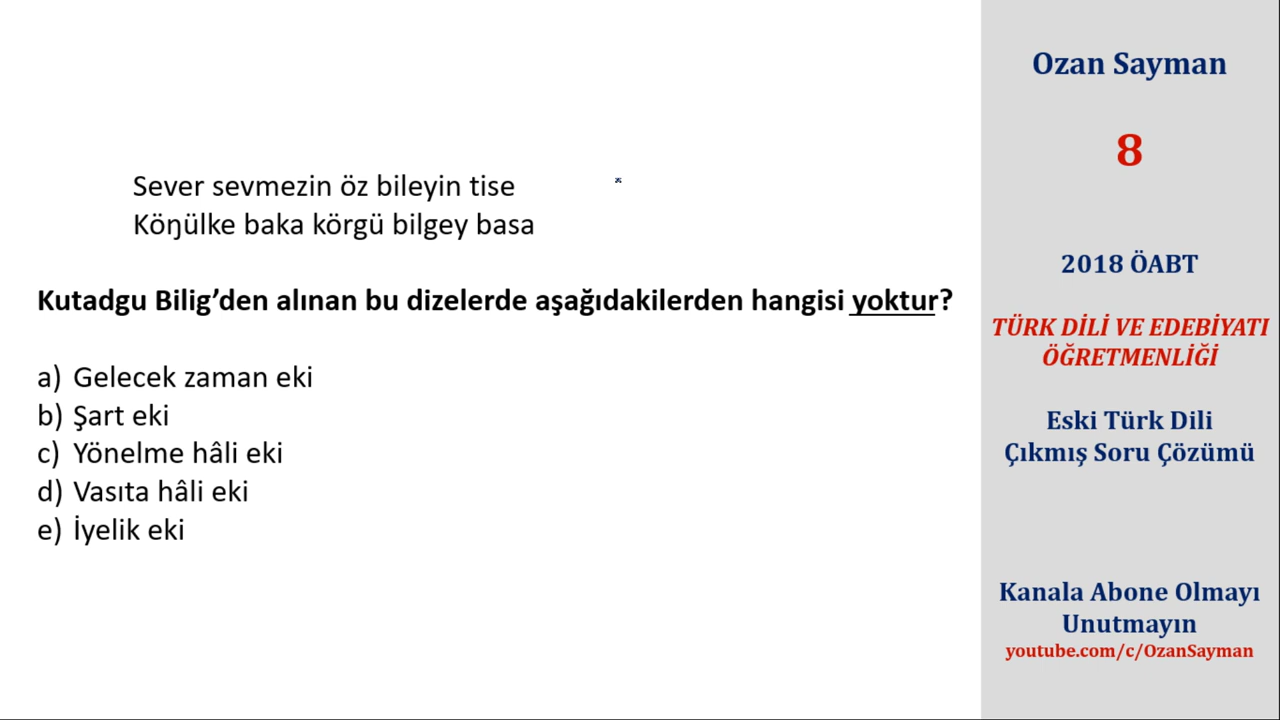 Sever sevmezin öz bileyin tise
Köŋülke baka körgü bilgey basa
Kutadgu Bilig’den alınan bu dizelerde aşağıdakilerden hangisi yoktur?
a) Gelecek zaman eki
b) Şart eki
c) Yönelme hâli eki
d) Vasıta hâli eki
e) İyelik eki
Ozan Sayman
8
2018 ÖABT
TÜRK DİLİ VE EDEBİYATI
ÖĞRETMENLİĞİ
Eski Türk Dili
Çıkmış Soru Çözümü
Kanala Abone Olmayı
Unutmayın
youtube.com/c/OzanSayman